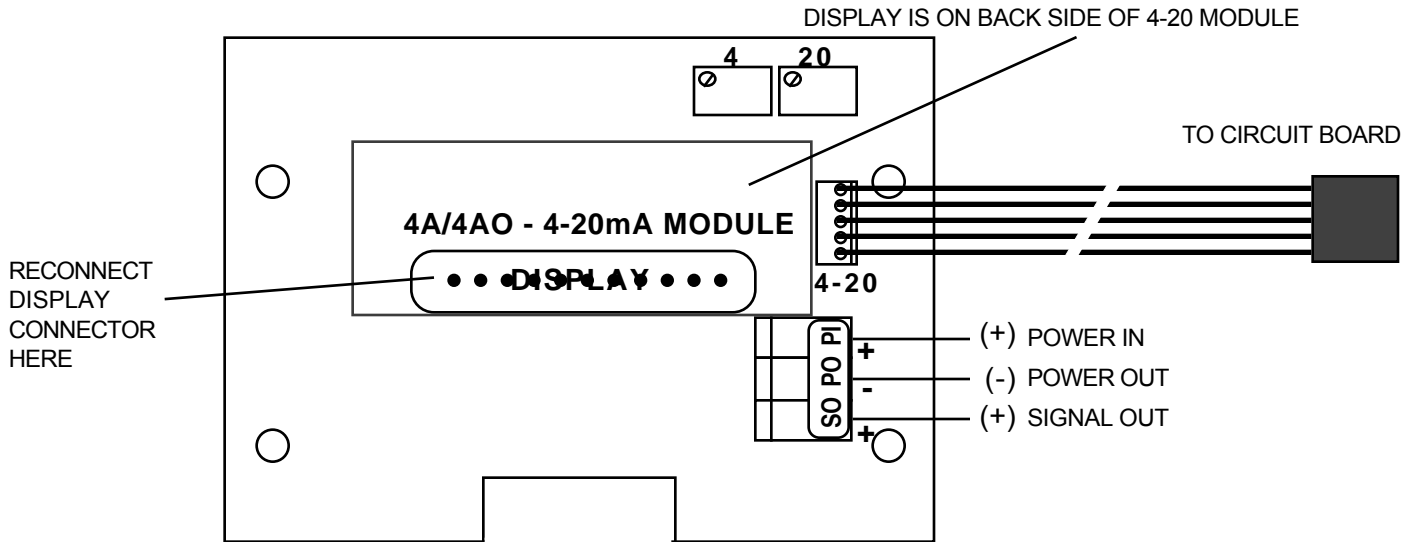 DISPLAY IS ON BACK SIDE OF 4-20 MODULE
4 20
TO CIRCUIT BOARD
4A/4AO - 4-20mA MODULE
RECONNECT
DISPLAY
CONNECTOR
HERE
DISPLAY
4-20
SO PO PI
+
-
+
(+) POWER IN
(-) POWER OUT
(+) SIGNAL OUT